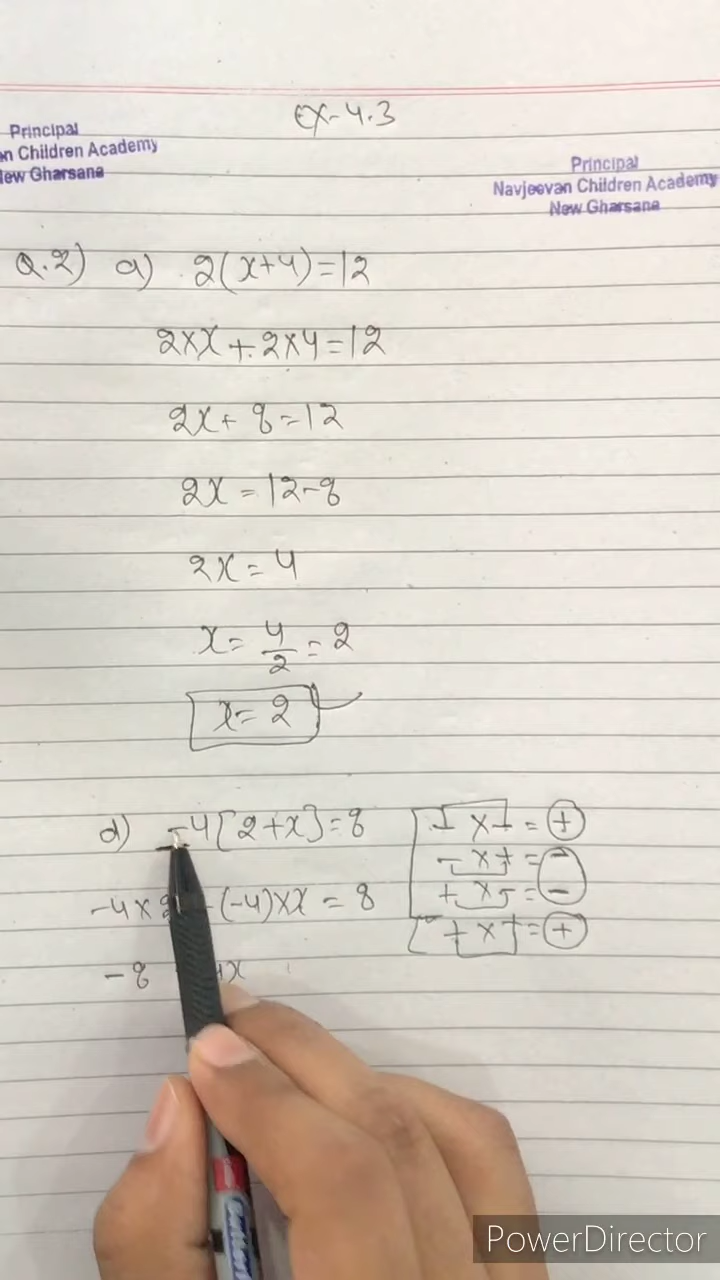 Ex-4.3
Principal
n Children Academy
New Gharsana
Principal
Navjeevan Children Academy
New Gharsana
Q.2) a) 2(x+4)=12
2×x+2×4=12
2x+8=12
2x=12-8
2x=4
x=4/2=2
x=2
d) -4[2+x]=8
-4× (-4)×x=8
-8 x
- × - = +
- × + = -
+ × - = -
+ × + = +
PowerDirector